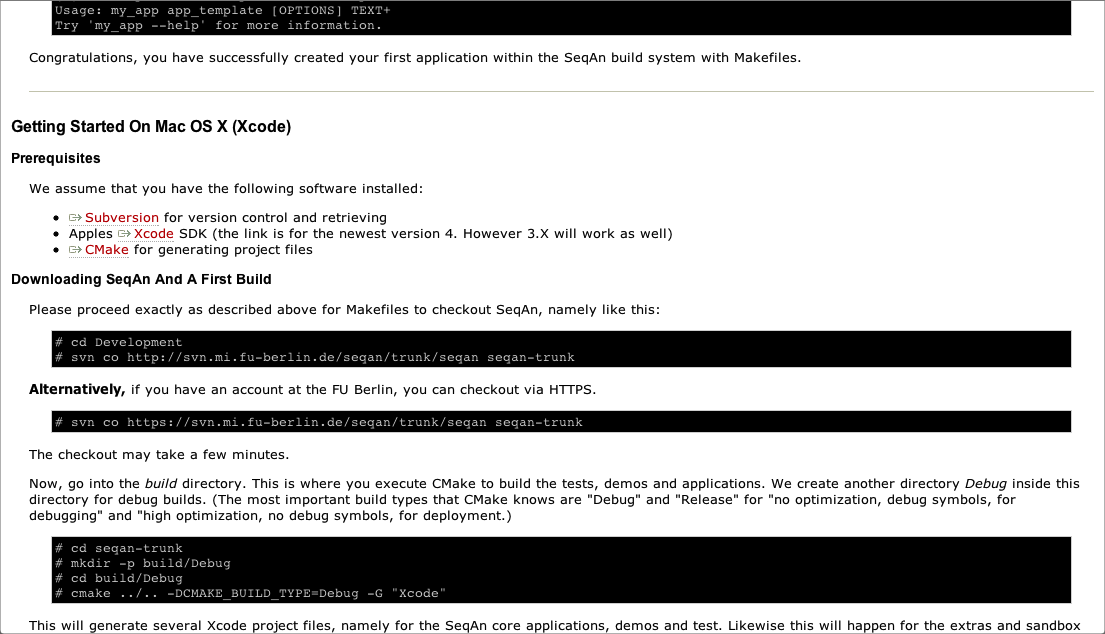 Usage: my_app app_template [OPTIONS] TEXT+
Try 'my_app --help' for more information.
Congratulations, you have successfully created your first application within the SeqAn build system with Makefiles.
Getting Started On Mac OS X (Xcode)
Prerequisites
We assume that you have the following software installed:
• Subversion for version control and retrieving
• Apples Xcode SDK (the link is for the newest version 4. However 3.X will work as well)
• CMake for generating project files
Downloading SeqAn And A First Build
Please proceed exactly as described above for Makefiles to checkout SeqAn, namely like this:
# cd Development
# svn co http://svn.mi.fu-berlin.de/seqan/trunk/seqan seqan-trunk
Alternatively, if you have an account at the FU Berlin, you can checkout via HTTPS.
# svn co https://svn.mi.fu-berlin.de/seqan/trunk/seqan seqan-trunk
The checkout may take a few minutes.
Now, go into the build directory. This is where you execute CMake to build the tests, demos and applications. We create another directory Debug inside this
directory for debug builds. (The most important build types that CMake knows are "Debug" and "Release" for "no optimization, debug symbols, for
debugging" and "high optimization, no debug symbols, for deployment.)
# cd seqan-trunk
# mkdir -p build/Debug
# cd build/Debug
# cmake ../.. -DCMAKE_BUILD_TYPE=Debug -G "Xcode"
This will generate several Xcode project files, namely for the SeqAn core applications, demos and test. Likewise this will happen for the extras and sandbox